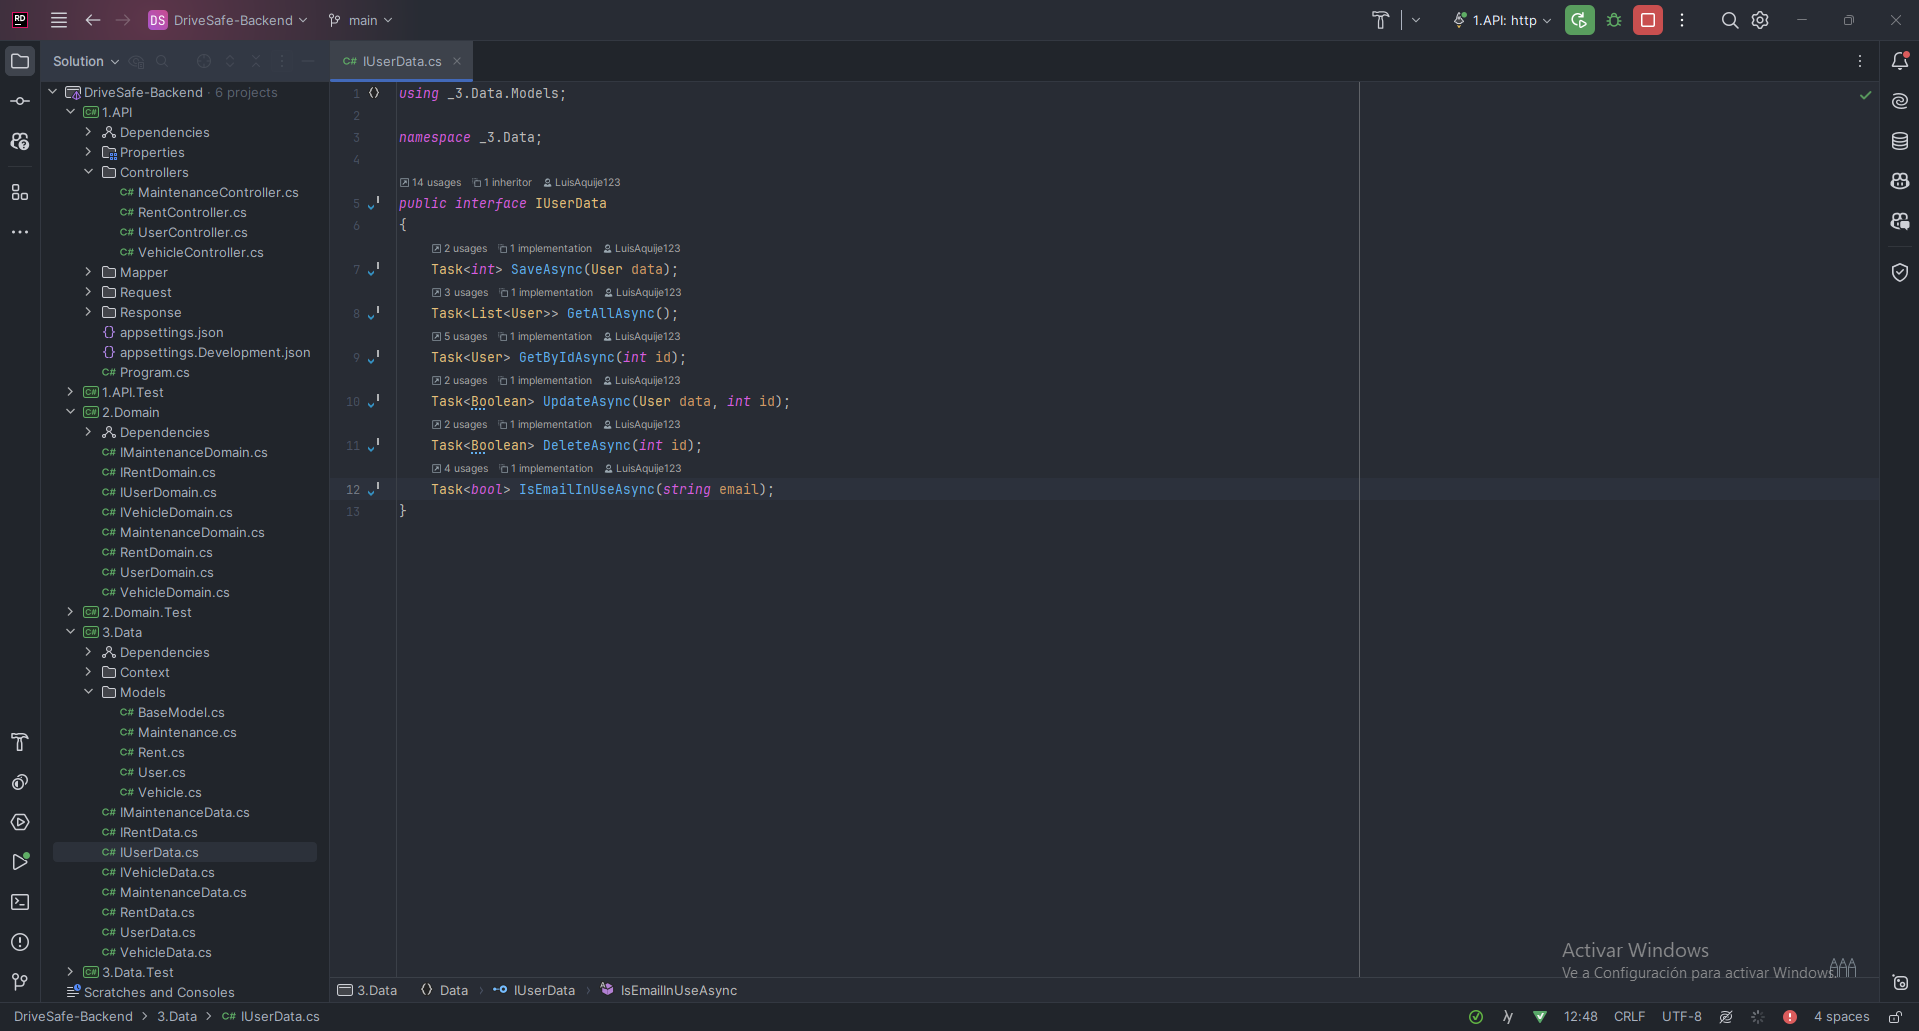 RD DS DriveSafe-Backend main 1.API: http
Solution
C# IUserData.cs
DriveSafe-Backend · 6 projects
C# 1.API
Dependencies
Properties
Controllers
C# MaintenanceController.cs
C# RentController.cs
C# UserController.cs
C# VehicleController.cs
Mapper
Request
Response
{} appsettings.json
{} appsettings.Development.json
C# Program.cs
C# 1.API.Test
C# 2.Domain
Dependencies
C# IMaintenanceDomain.cs
C# IRentDomain.cs
C# IUserDomain.cs
C# IVehicleDomain.cs
C# MaintenanceDomain.cs
C# RentDomain.cs
C# UserDomain.cs
C# VehicleDomain.cs
C# 2.Domain.Test
C# 3.Data
Dependencies
Context
Models
C# BaseModel.cs
C# Maintenance.cs
C# Rent.cs
C# User.cs
C# Vehicle.cs
C# IMaintenanceData.cs
C# IRentData.cs
C# IUserData.cs
C# IVehicleData.cs
C# MaintenanceData.cs
C# RentData.cs
C# UserData.cs
C# VehicleData.cs
C# 3.Data.Test
Scratches and Consoles
1 using _3.Data.Models;
2
3 namespace _3.Data;
4
14 usages 1 inheritor LuisAquije123
5 public interface IUserData
6 {
2 usages 1 implementation LuisAquije123
7 Task<int> SaveAsync(User data);
3 usages 1 implementation LuisAquije123
8 Task<List<User>> GetAllAsync();
5 usages 1 implementation LuisAquije123
9 Task<User> GetByIdAsync(int id);
2 usages 1 implementation LuisAquije123
10 Task<Boolean> UpdateAsync(User data, int id);
2 usages 1 implementation LuisAquije123
11 Task<Boolean> DeleteAsync(int id);
4 usages 1 implementation LuisAquije123
12 Task<bool> IsEmailInUseAsync(string email);
13 }
Activar Windows
Ve a Configuración para activar Windows.
3.Data Data IUserData IsEmailInUseAsync
DriveSafe-Backend 3.Data C# IUserData.cs 12:48 CRLF UTF-8 4 spaces